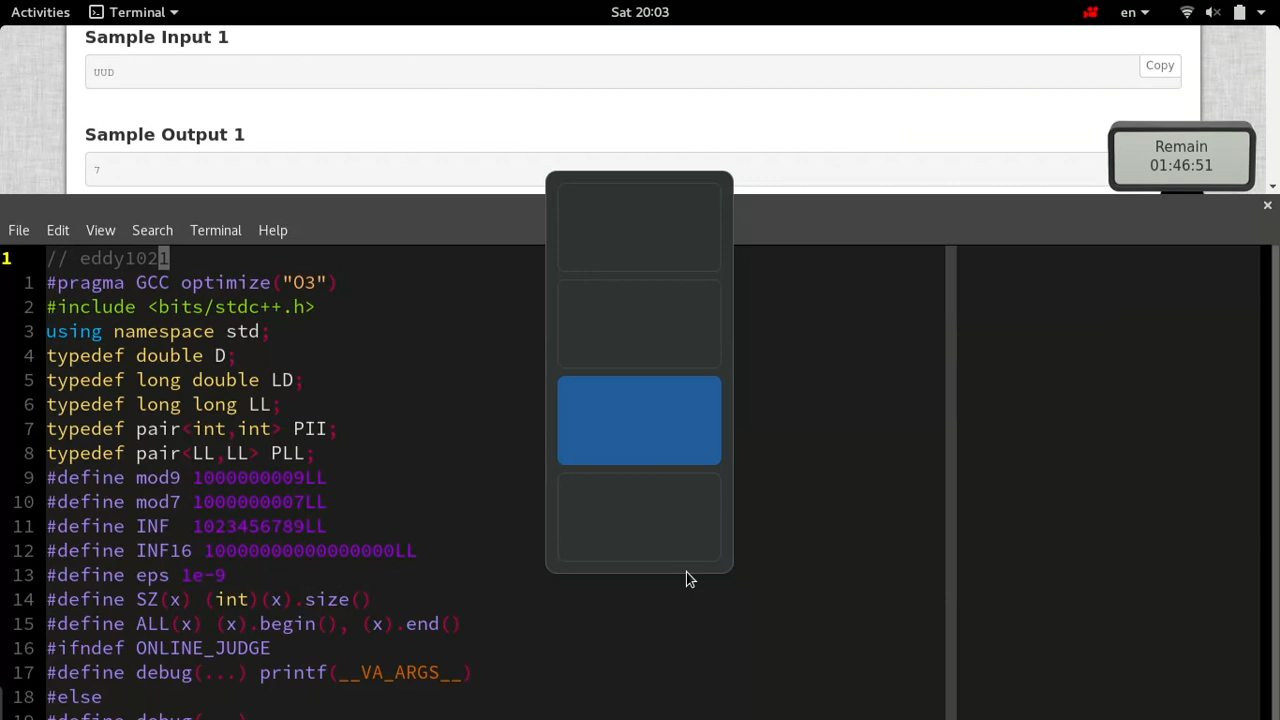 Activities Terminal Sat 20:03 en
Sample Input 1
UUD
Copy
Sample Output 1
7
Remain
01:46:51
File Edit View Search Terminal Help
1 // eddy1021
1 #pragma GCC optimize("O3")
2 #include <bits/stdc++.h>
3 using namespace std;
4 typedef double D;
5 typedef long double LD;
6 typedef long long LL;
7 typedef pair<int,int> PII;
8 typedef pair<LL,LL> PLL;
9 #define mod9 1000000009LL
10 #define mod7 1000000007LL
11 #define INF  1023456789LL
12 #define INF16 10000000000000000LL
13 #define eps 1e-9
14 #define SZ(x) (int)(x).size()
15 #define ALL(x) (x).begin(), (x).end()
16 #ifndef ONLINE_JUDGE
17 #define debug(...) printf(__VA_ARGS__)
18 #else
19 #define debug(...)